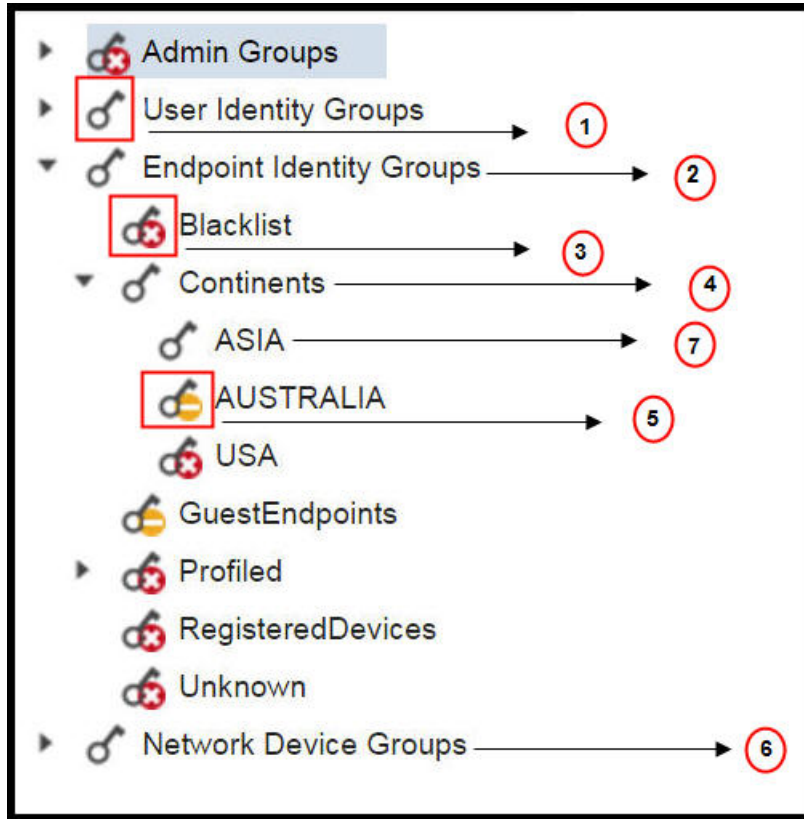 Admin Groups
User Identity Groups
1
Endpoint Identity Groups
2
Blacklist
3
Continents
4
ASIA
7
AUSTRALIA
5
USA
GuestEndpoints
Profiled
RegisteredDevices
Unknown
Network Device Groups
6